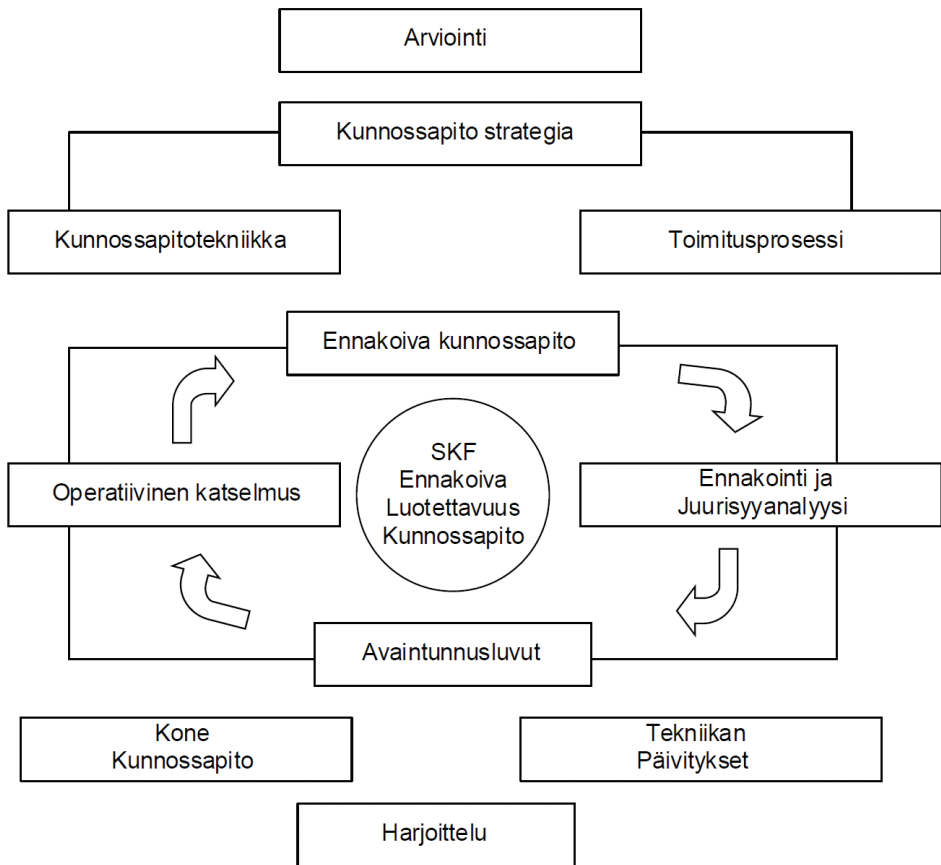 Arviointi
Kunnossapito strategia
Kunnossapitotekniikka
Toimitusprosessi
Ennakoiva kunnossapito
SKF
Ennakoiva
Luotettavuus
Kunnossapito
Operatiivinen katselmus
Ennakointi ja
Juurisyyanalyysi
Avaintunnusluvut
Kone
Kunnossapito
Tekniikan
Päivitykset
Harjoittelu